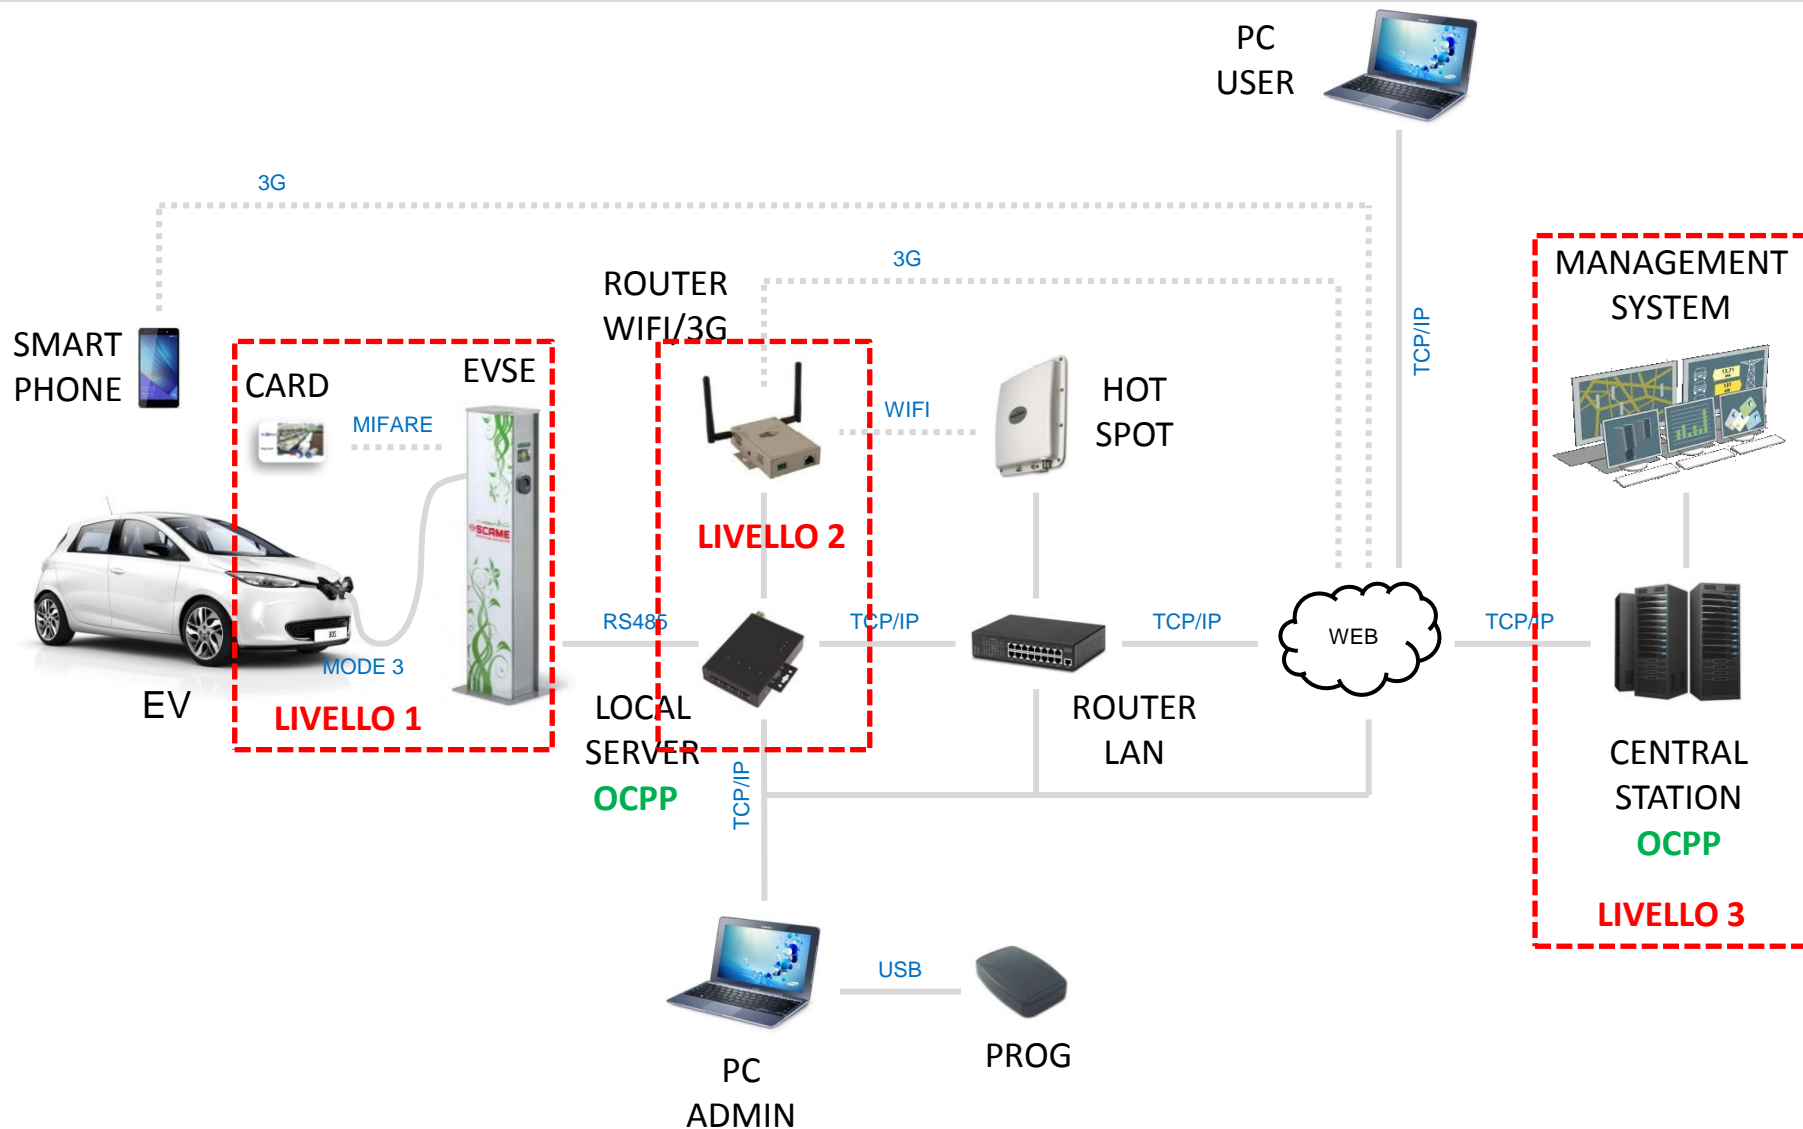 PC
USER
3G
3G
ROUTER
WIFI/3G
MANAGEMENT
SYSTEM
TCP/IP
SMART
PHONE
CARD
EVSE
MIFARE
WIFI
HOT
SPOT
SCAME
LIVELLO 2
RS485
TCP/IP
TCP/IP
WEB
TCP/IP
MODE 3
EV
LIVELLO 1
LOCAL
SERVER
OCPP
ROUTER
LAN
TCP/IP
CENTRAL
STATION
OCPP
LIVELLO 3
USB
PROG
PC
ADMIN